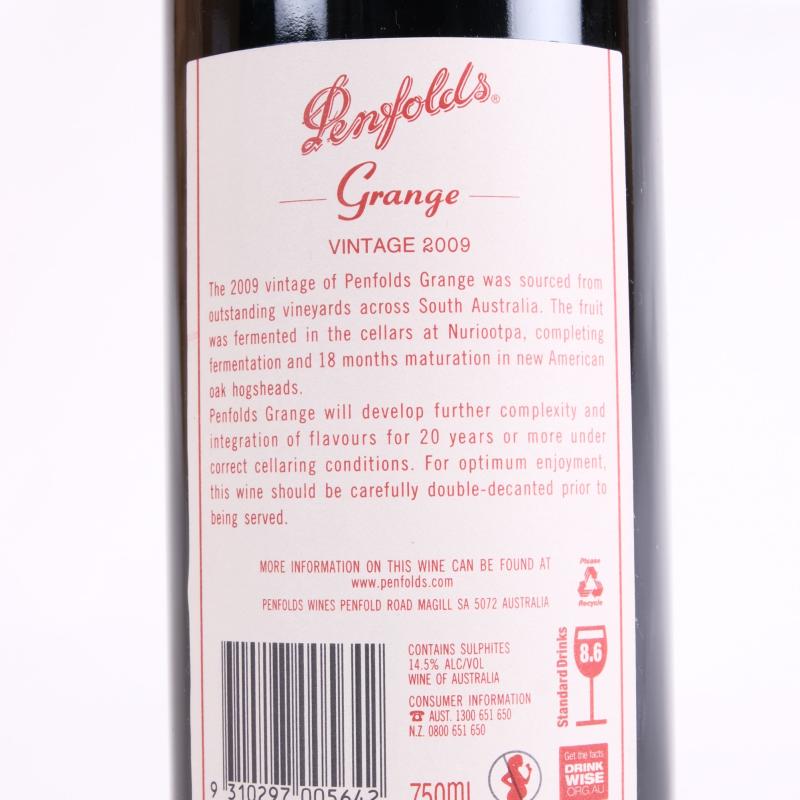 Penfolds®
Grange
VINTAGE 2009
The 2009 vintage of Penfolds Grange was sourced from
outstanding vineyards across South Australia. The fruit
was fermented in the cellars at Nuriootpa, completing
fermentation and 18 months maturation in new American
oak hogsheads.
Penfolds Grange will develop further complexity and
integration of flavours for 20 years or more under
correct cellaring conditions. For optimum enjoyment,
this wine should be carefully double-decanted prior to
being served.
MORE INFORMATION ON THIS WINE CAN BE FOUND AT
www.penfolds.com
PENFOLDS WINES PENFOLD ROAD MAGILL SA 5072 AUSTRALIA
Please
Recycle
CONTAINS SULPHITES
14.5% ALC/VOL
WINE OF AUSTRALIA
CONSUMER INFORMATION
☎ AUST. 1300 651 650
N.Z. 0800 651 650
Standard Drinks
8.6
9 310297 005642
750ML
Get the facts
DRINK
WISE
ORG.AU